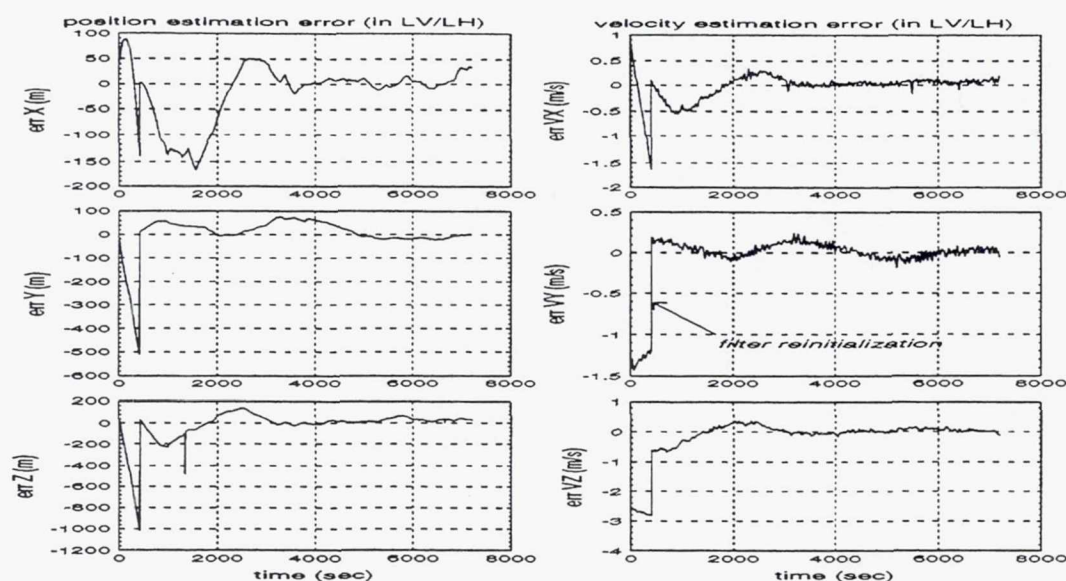 position estimation error (in LV/LH)
100
50
0
-50
-100
-150
-200
err X (m)
0 2000 4000 6000 8000
100
0
-100
-200
-300
-400
-500
-600
err Y (m)
0 2000 4000 6000 8000
200
0
-200
-400
-600
-800
-1000
-1200
err Z (m)
0 2000 4000 6000 8000
time (sec)
velocity estimation error (in LV/LH)
1
0.5
0
-0.5
-1
-1.5
-2
err VX (m/s)
0 2000 4000 6000 8000
0.5
0
-0.5
-1
-1.5
err VY (m/s)
filter reinitialization
0 2000 4000 6000 8000
1
0
-1
-2
-3
-4
err VZ (m/s)
0 2000 4000 6000 8000
time (sec)